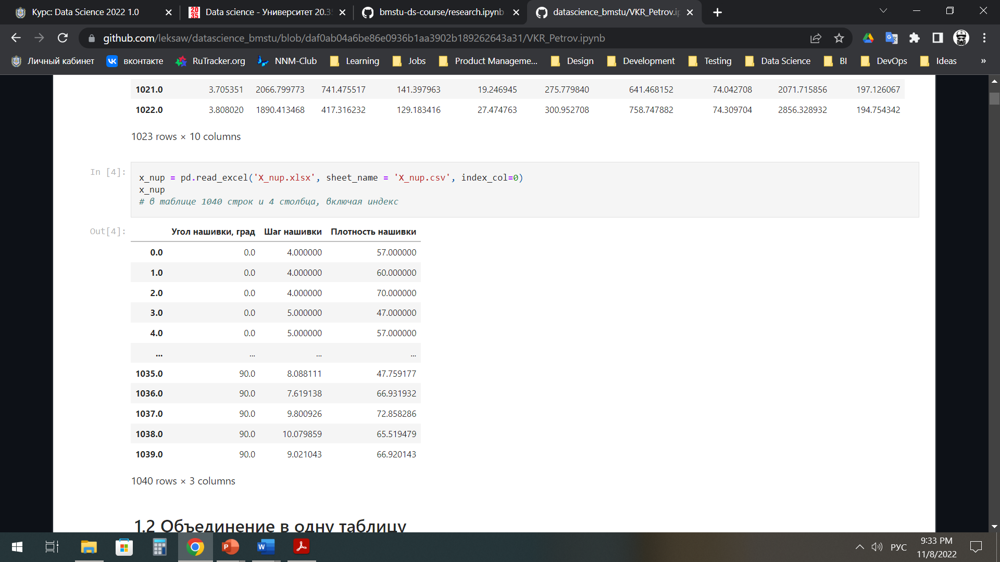 Курс: Data Science 2022 1.0
Data science - Университет 20.35
bmstu-ds-course/research.ipynb
datascience_bmstu/VKR_Petrov.ip
github.com/leksaw/datascience_bmstu/blob/daf0ab04a6be86e0936b1aa3902b189262643a31/VKR_Petrov.ipynb
Личный кабинет вконтакте RuTracker.org NNM-Club Learning Jobs Product Manageme... Design Development Testing Data Science BI DevOps Ideas »
1021.0 3.705351 2066.799773 741.475517 141.397963 19.246945 275.779840 641.468152 74.042708 2071.715856 197.126067
1022.0 3.808020 1890.413468 417.316232 129.183416 27.474763 300.952708 758.747882 74.309704 2856.328932 194.754342
1023 rows × 10 columns
In [4]:
x_nup = pd.read_excel('X_nup.xlsx', sheet_name = 'X_nup.csv', index_col=0)
x_nup
# в таблице 1040 строк и 4 столбца, включая индекс
Out[4]:
Угол нашивки, град Шаг нашивки Плотность нашивки
0.0 0.0 4.000000 57.000000
1.0 0.0 4.000000 60.000000
2.0 0.0 4.000000 70.000000
3.0 0.0 5.000000 47.000000
4.0 0.0 5.000000 57.000000
... ... ... ...
1035.0 90.0 8.088111 47.759177
1036.0 90.0 7.619138 66.931932
1037.0 90.0 9.800926 72.858286
1038.0 90.0 10.079859 65.519479
1039.0 90.0 9.021043 66.920143
1040 rows × 3 columns
1.2 Объединение в одну таблицу
РУС
9:33 PM
11/8/2022